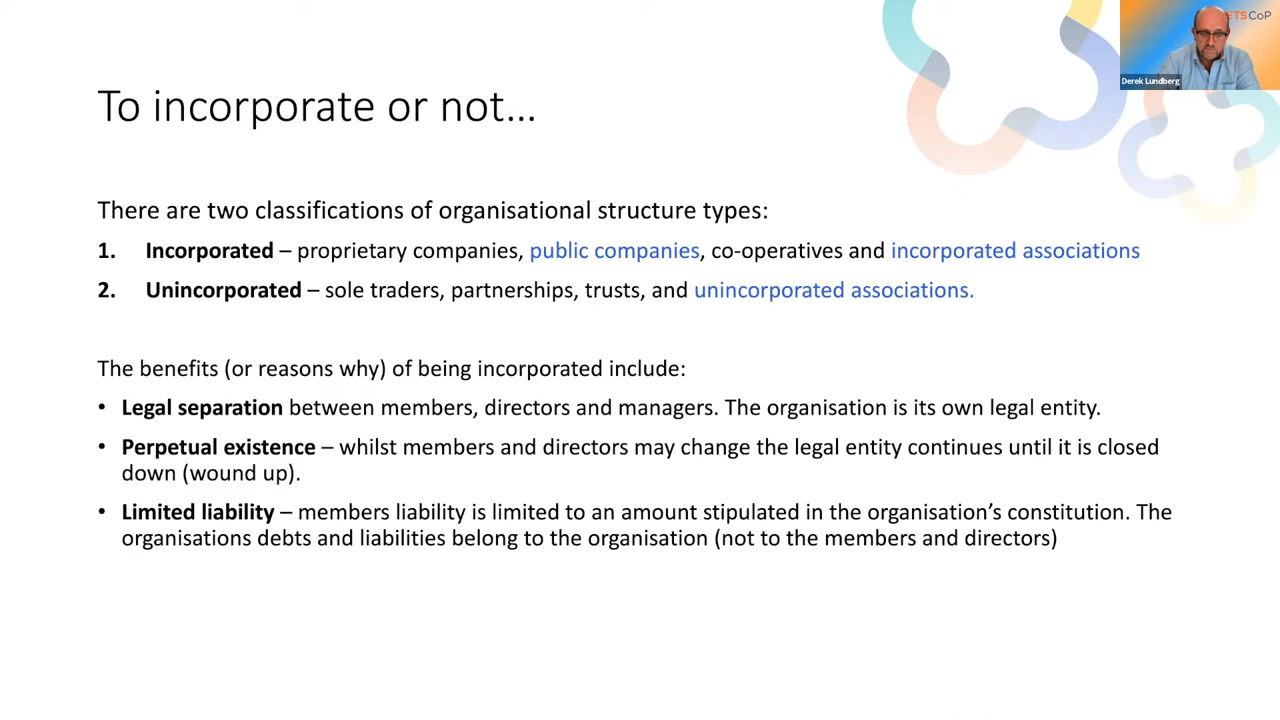 ETSCoP
Derek Lundberg
To incorporate or not…
There are two classifications of organisational structure types:
1. Incorporated – proprietary companies, public companies, co-operatives and incorporated associations
2. Unincorporated – sole traders, partnerships, trusts, and unincorporated associations.
The benefits (or reasons why) of being incorporated include:
• Legal separation between members, directors and managers. The organisation is its own legal entity.
• Perpetual existence – whilst members and directors may change the legal entity continues until it is closed
down (wound up).
• Limited liability – members liability is limited to an amount stipulated in the organisation’s constitution. The
organisations debts and liabilities belong to the organisation (not to the members and directors)